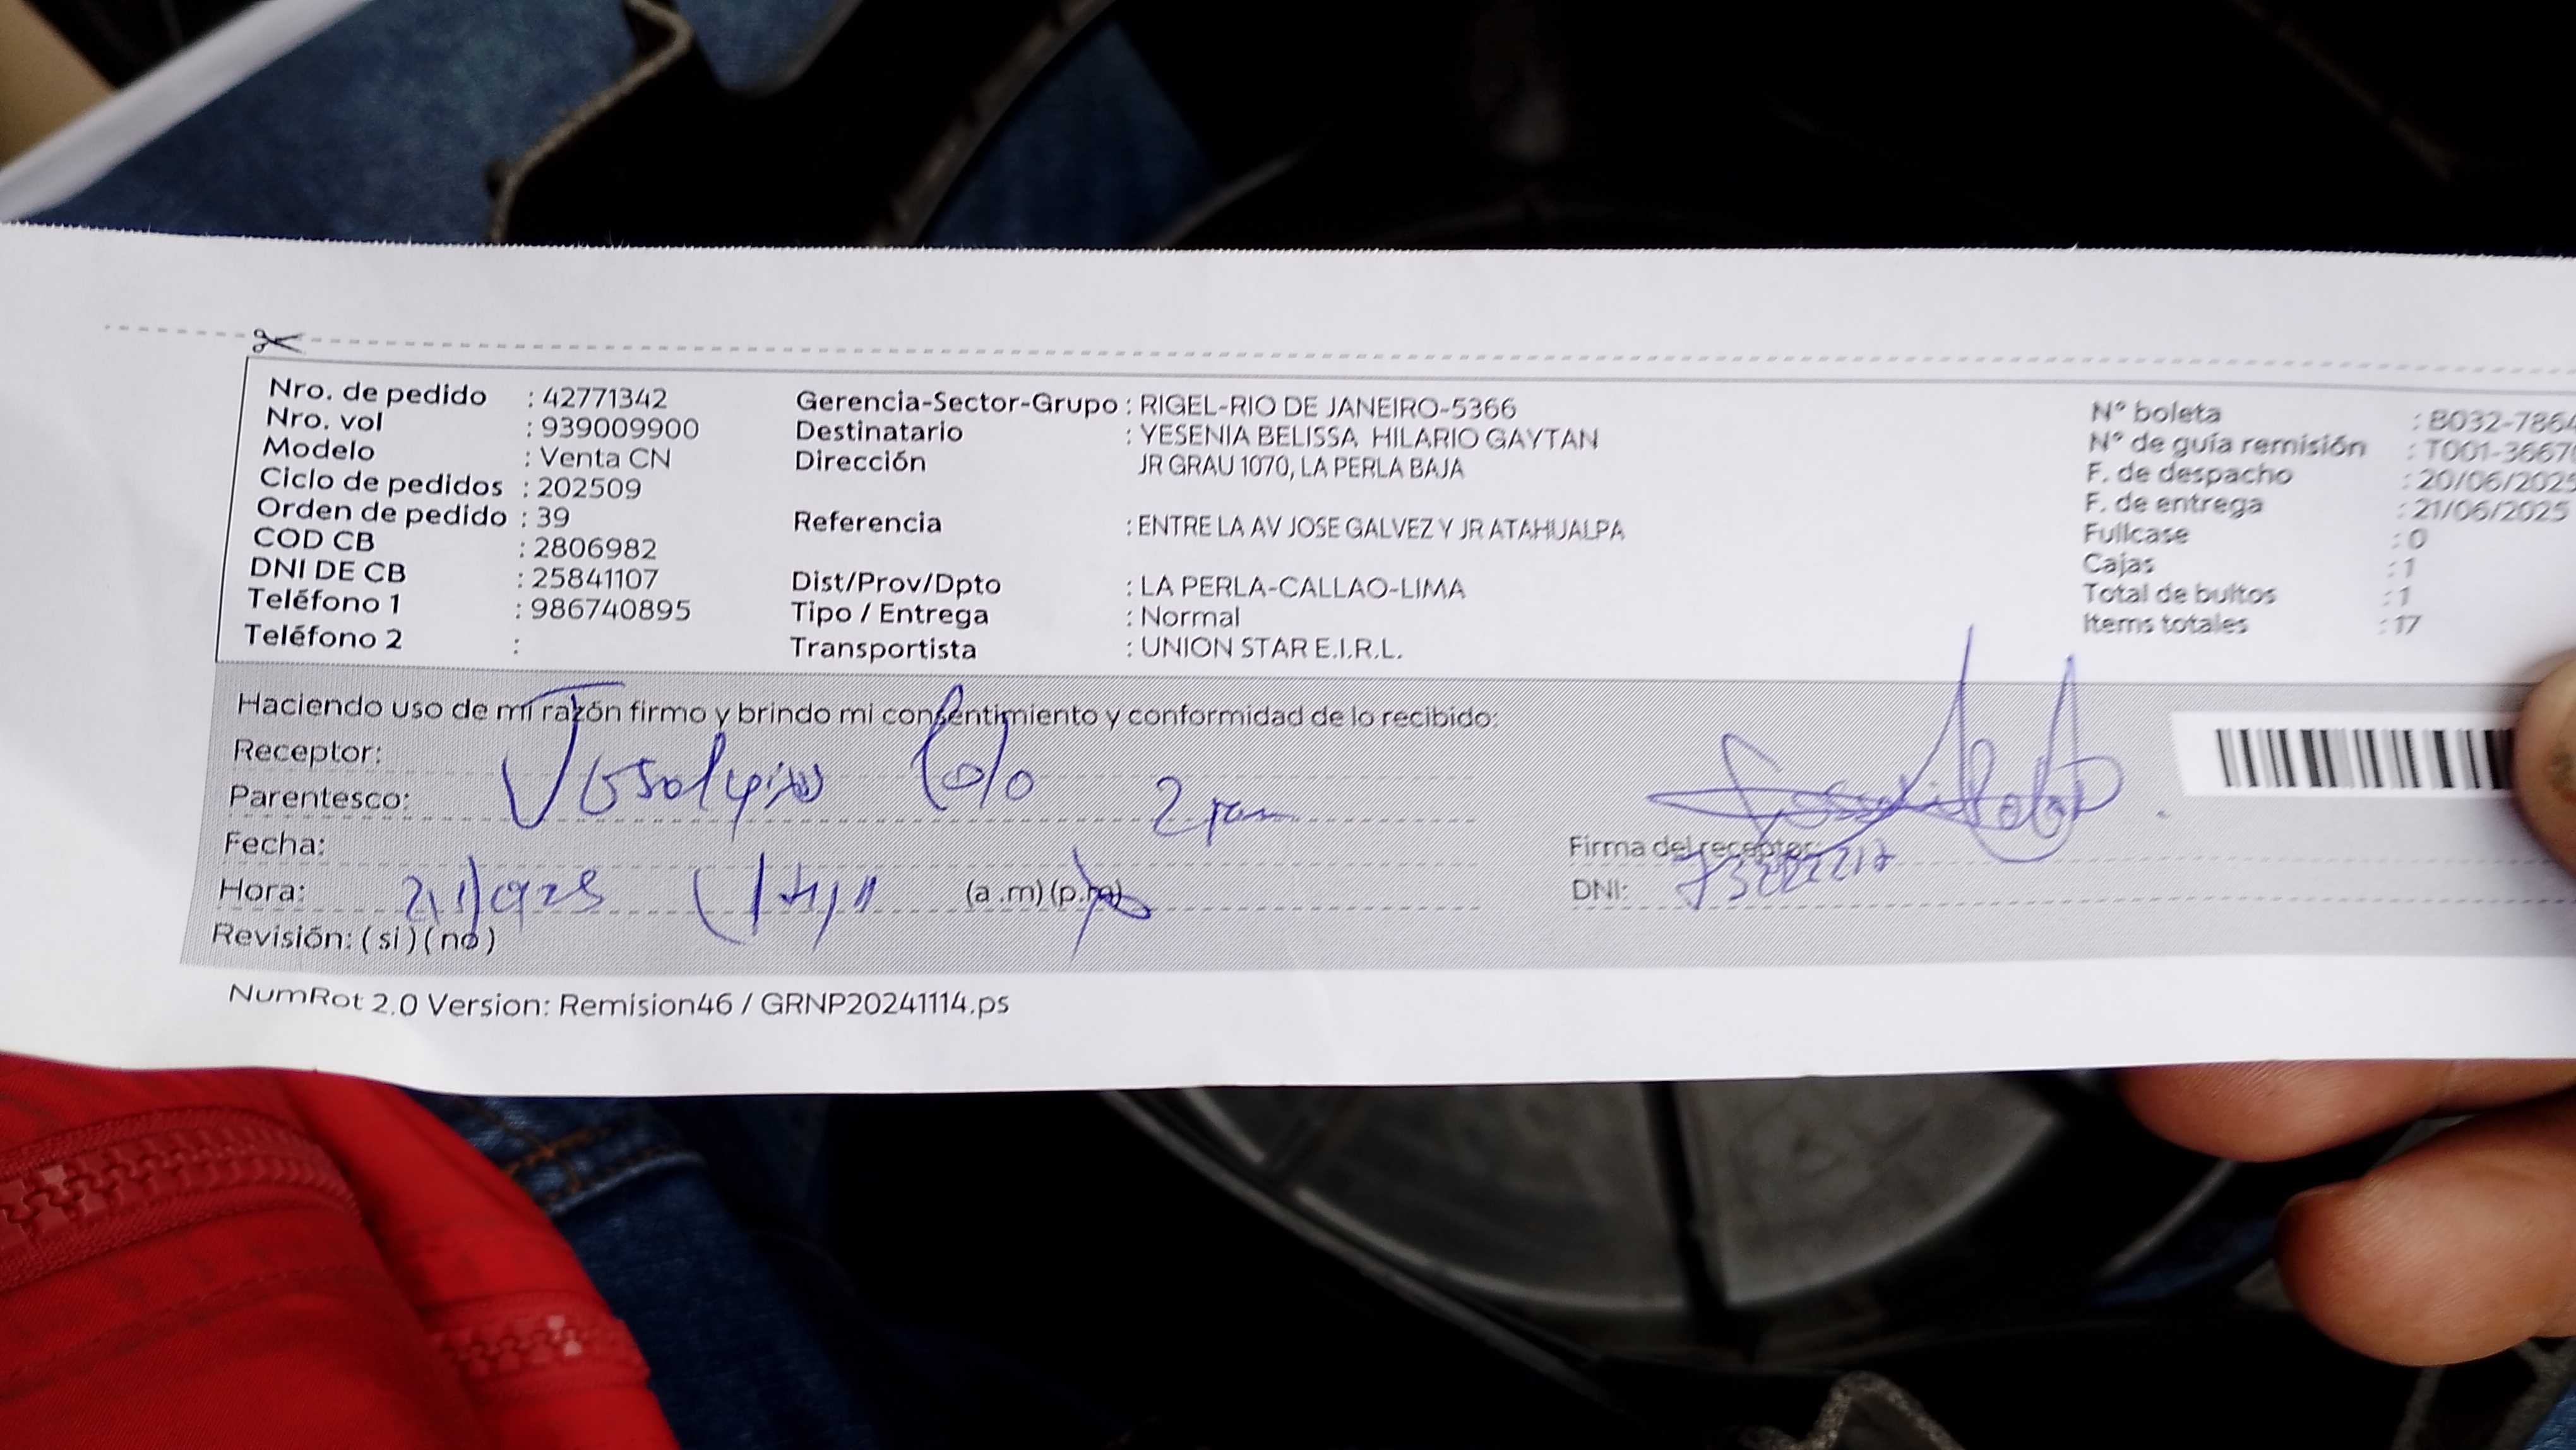 Nro. de pedido : 42771342
Nro. vol : 939009900
Modelo : Venta CN
Ciclo de pedidos : 202509
Orden de pedido : 39
COD CB : 2806982
DNI DE CB : 25841107
Teléfono 1 : 986740895
Teléfono 2 :
Gerencia-Sector-Grupo : RIGEL-RIO DE JANEIRO-5366
Destinatario : YESENIA BELISSA HILARIO GAYTAN
Dirección JR GRAU 1070, LA PERLA BAJA
Referencia : ENTRE LA AV JOSE GALVEZ Y JR ATAHUALPA
Dist/Prov/Dpto : LA PERLA-CALLAO-LIMA
Tipo / Entrega : Normal
Transportista : UNION STAR E.I.R.L.
N° boleta : B032-7864
N° de guía remisión : T001-3667
F. de despacho : 20/06/2025
F. de entrega : 21/06/2025
Fullcase : 0
Cajas : 1
Total de bultos : 1
Items totales : 17
Haciendo uso de mi razón firmo y brindo mi consentimiento y conformidad de lo recibido:
Receptor:
Parentesco:
Fecha:
Hora: (a.m) (p.m)
Revisión: (si) (no)
Firma del receptor:
DNI:
NumRot 2.0 Version: Remision46 / GRNP20241114.ps